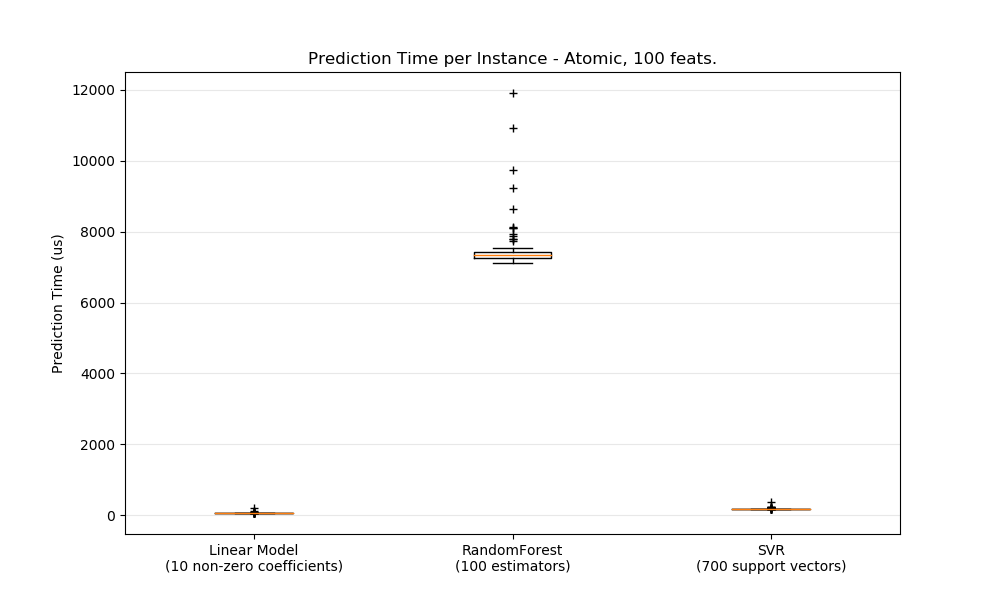 Prediction Time per Instance - Atomic, 100 feats.
12000
10000
8000
6000
4000
2000
0
Prediction Time (us)
Linear Model
(10 non-zero coefficients)
RandomForest
(100 estimators)
SVR
(700 support vectors)